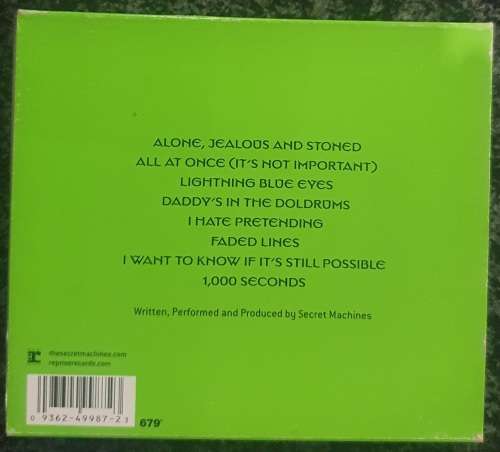 ALONE, JEALOUS AND STONED
ALL AT ONCE (IT'S NOT IMPORTANT)
LIGHTNING BLUE EYES
DADDY'S IN THE DOLDRUMS
I HATE PRETENDING
FADED LINES
I WANT TO KNOW IF IT'S STILL POSSIBLE
1,000 SECONDS
Written, Performed and Produced by Secret Machines
thesecretmachines.com
repriserecords.com
0 9362-49987-2 1
679